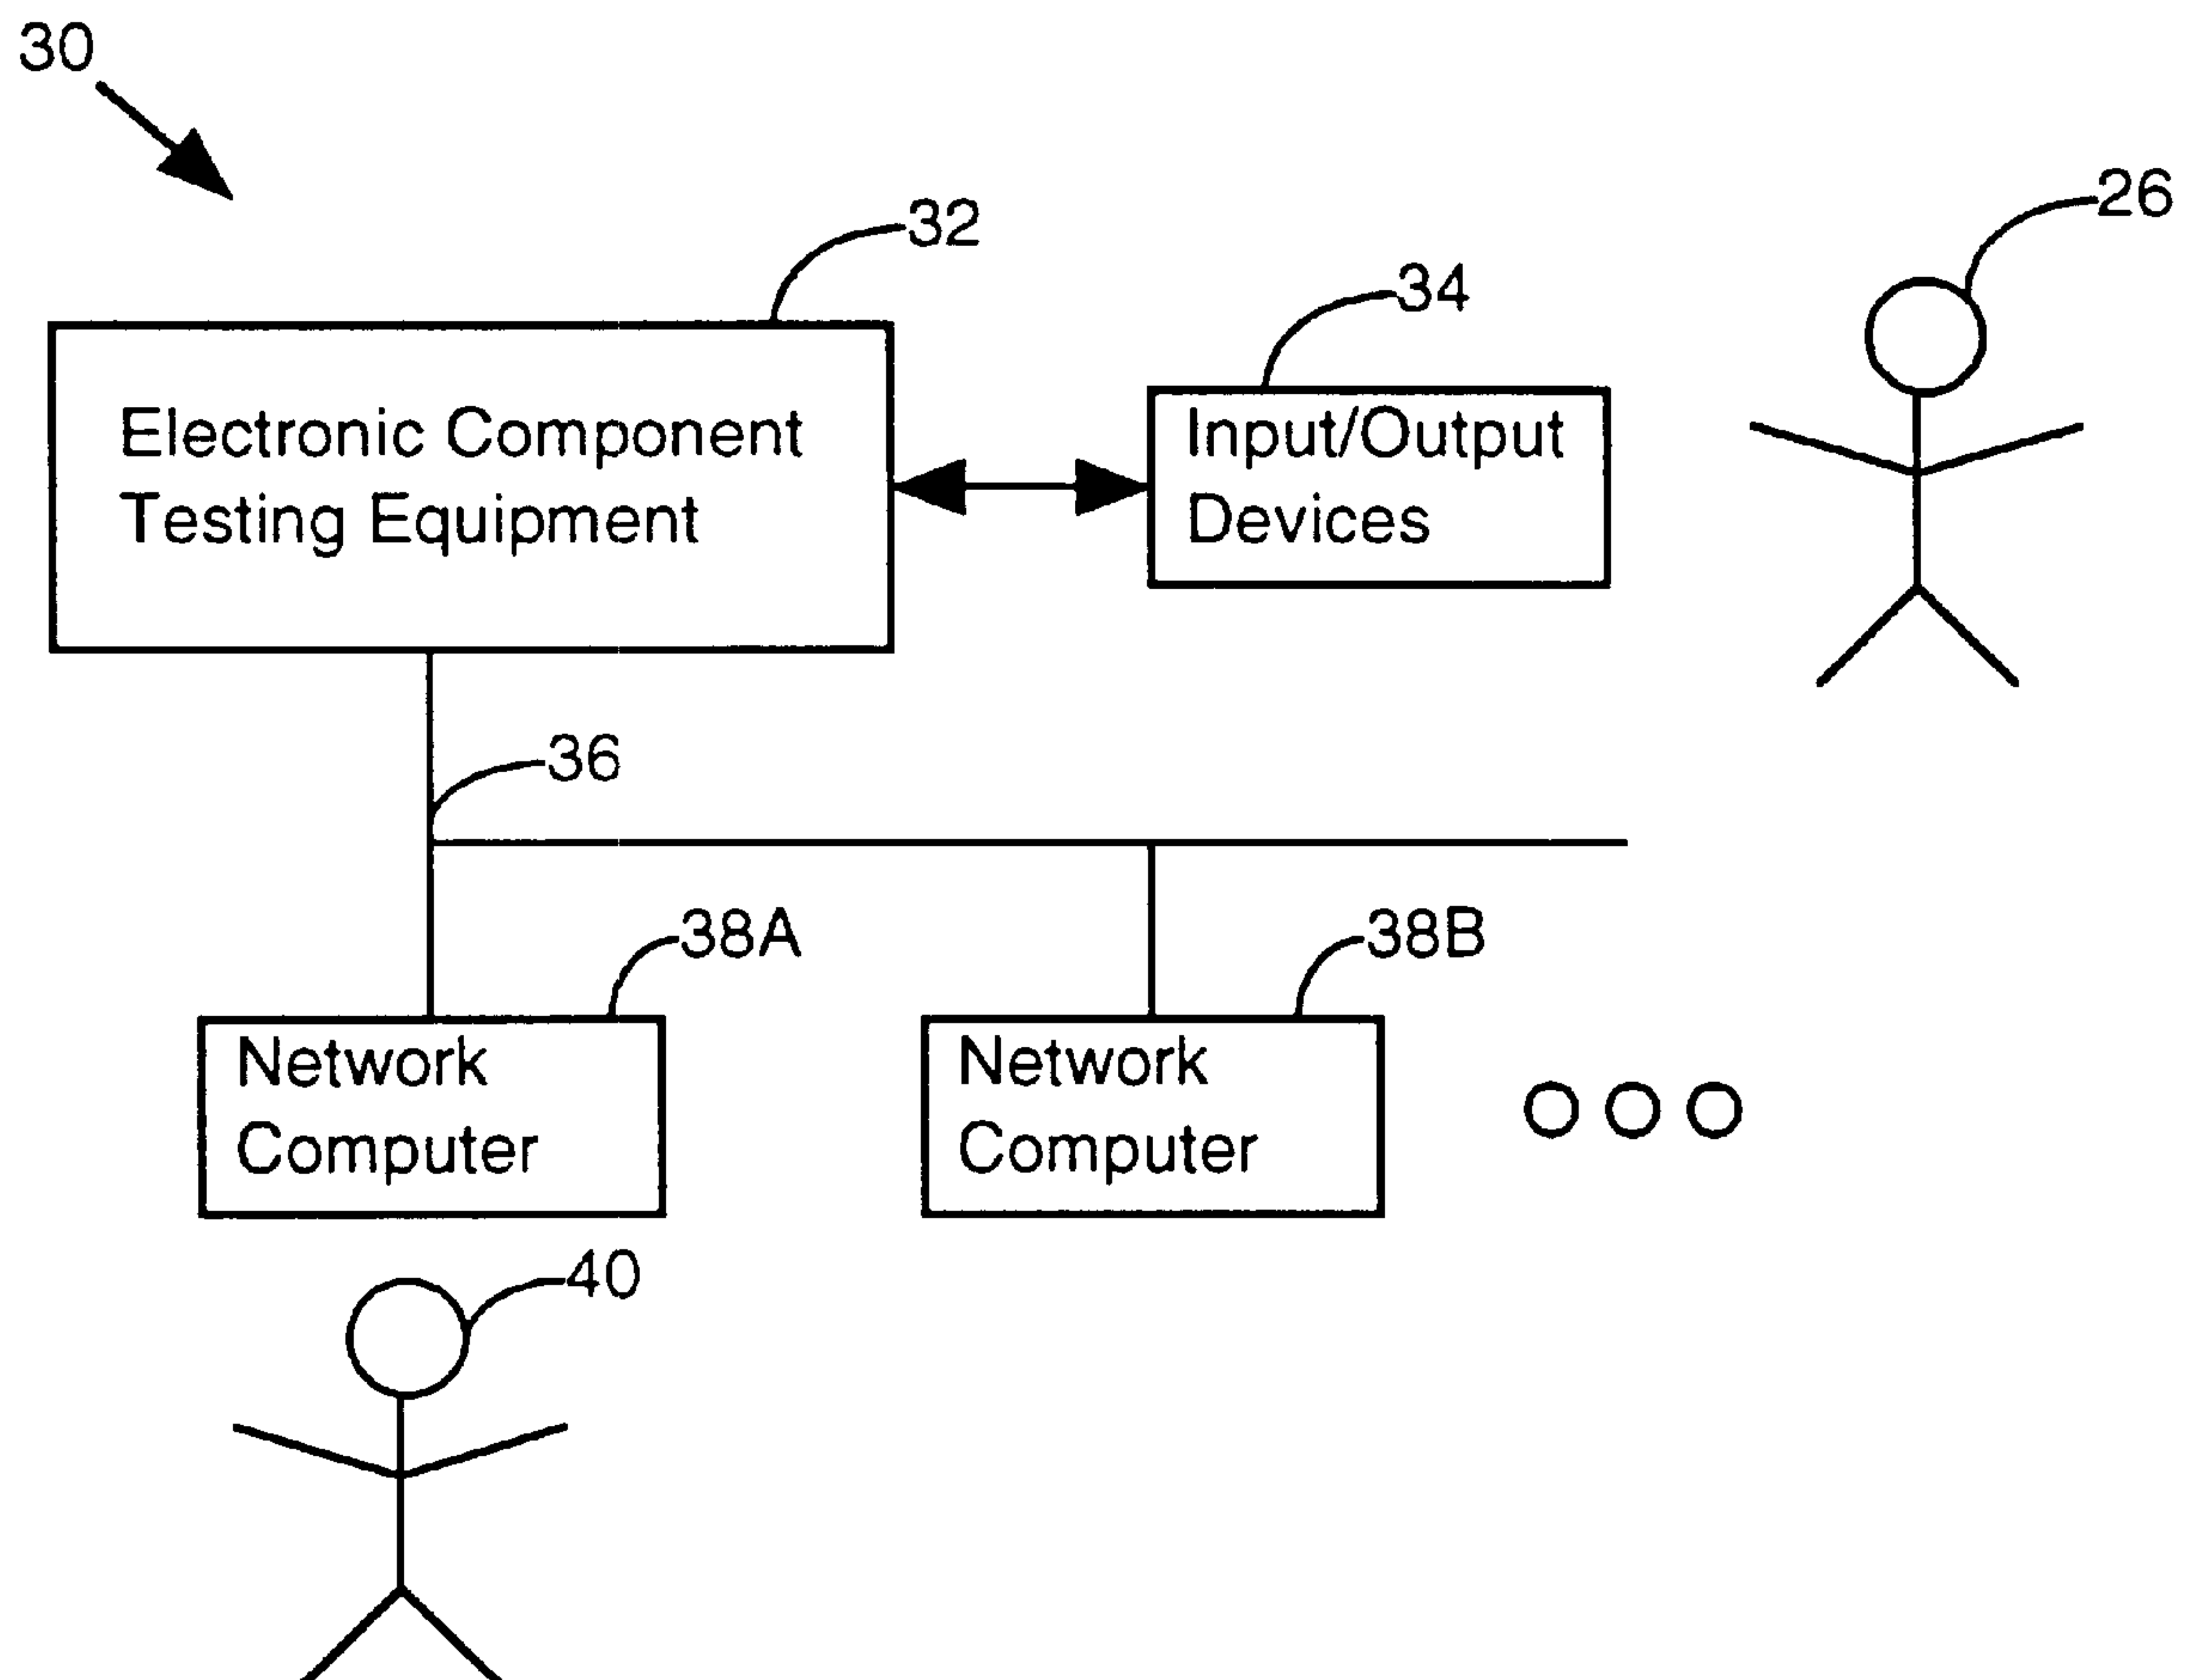 30
26
32
34
Electronic Component
Testing Equipment
Input/Output
Devices
36
38A
38B
Network
Computer
Network
Computer
40